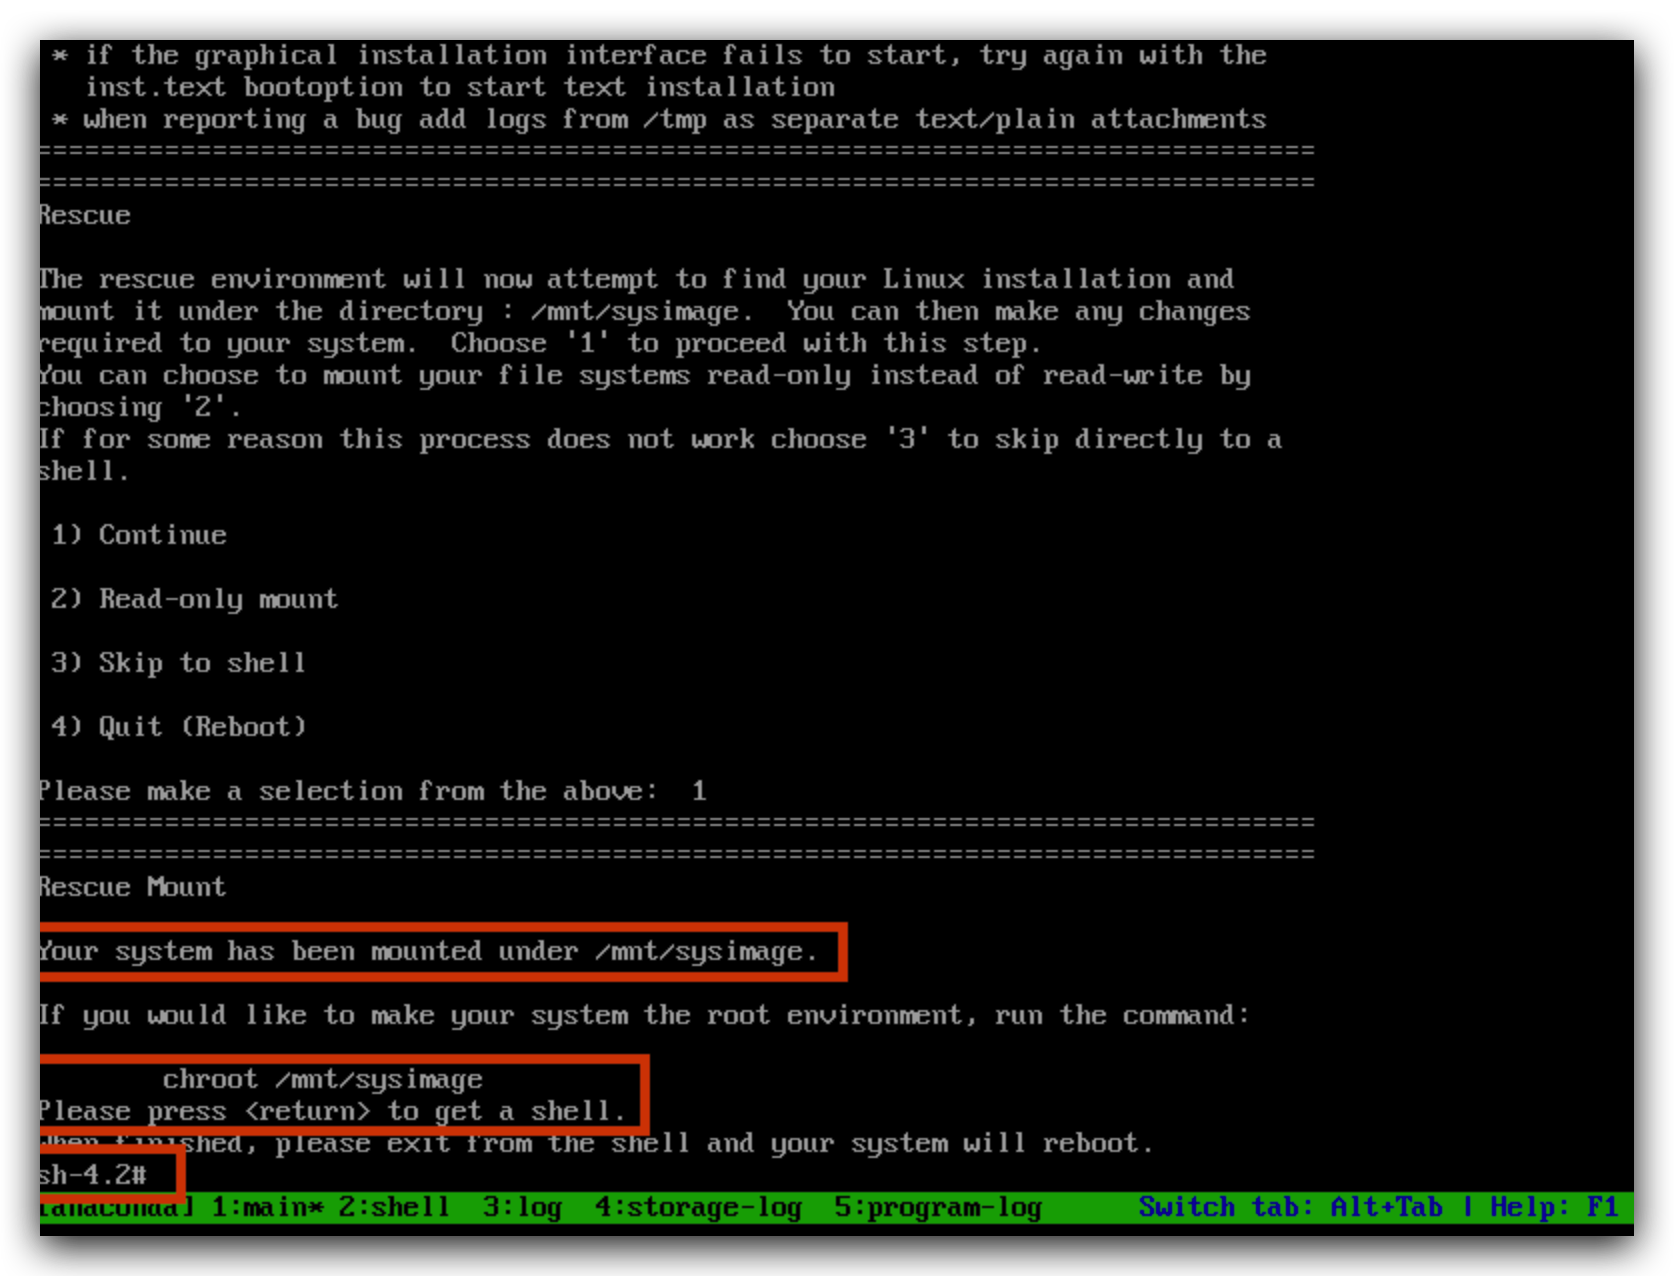 * if the graphical installation interface fails to start, try again with the
inst.text bootoption to start text installation
* when reporting a bug add logs from /tmp as separate text/plain attachments
================================================================================
================================================================================
Rescue
The rescue environment will now attempt to find your Linux installation and
mount it under the directory : /mnt/sysimage.  You can then make any changes
required to your system.  Choose '1' to proceed with this step.
You can choose to mount your file systems read-only instead of read-write by
choosing '2'.
If for some reason this process does not work choose '3' to skip directly to a
shell.
1) Continue
2) Read-only mount
3) Skip to shell
4) Quit (Reboot)
Please make a selection from the above:  1
================================================================================
================================================================================
Rescue Mount
Your system has been mounted under /mnt/sysimage.
If you would like to make your system the root environment, run the command:
chroot /mnt/sysimage
Please press <return> to get a shell.
When finished, please exit from the shell and your system will reboot.
sh-4.2#
[anaconda] 1:main* 2:shell  3:log  4:storage-log  5:program-log      Switch tab: Alt+Tab | Help: F1